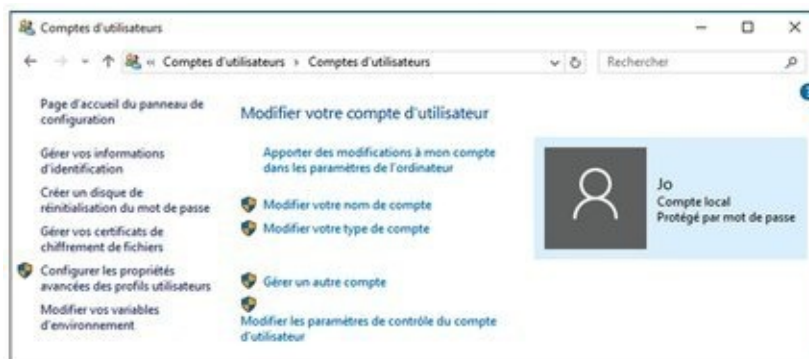 Comptes d'utilisateurs
« Comptes d'utilisateurs > Comptes d'utilisateurs
Rechercher
Page d'accueil du panneau de
configuration
Gérer vos informations
d'identification
Créer un disque de
réinitialisation du mot de passe
Gérer vos certificats de
chiffrement de fichiers
Configurer les propriétés
avancées des profils utilisateurs
Modifier vos variables
d'environnement
Modifier votre compte d'utilisateur
Apporter des modifications à mon compte
dans les paramètres de l'ordinateur
Modifier votre nom de compte
Modifier votre type de compte
Gérer un autre compte
Modifier les paramètres de contrôle du compte
d'utilisateur
Jo
Compte local
Protégé par mot de passe